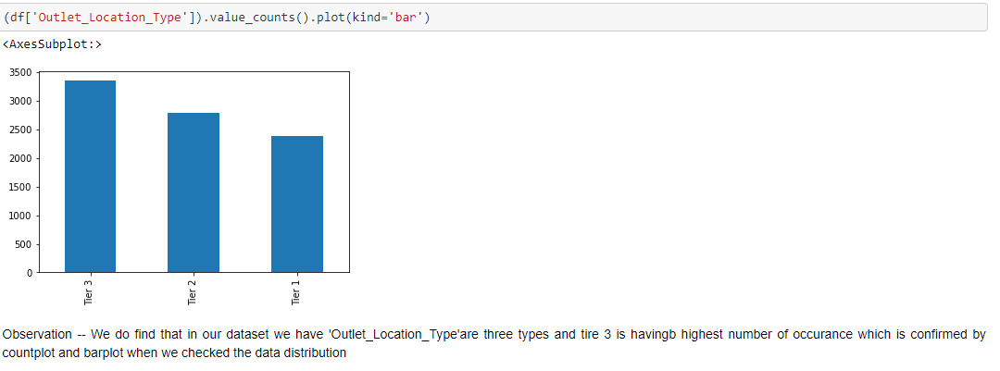 (df['Outlet_Location_Type']).value_counts().plot(kind='bar')
<AxesSubplot:>
3500
3000
2500
2000
1500
1000
500
0
Tier 3
Tier 2
Tier 1
Observation -- We do find that in our dataset we have 'Outlet_Location_Type'are three types and tire 3 is havingb highest number of occurance which is confirmed by
countplot and barplot when we checked the data distribution